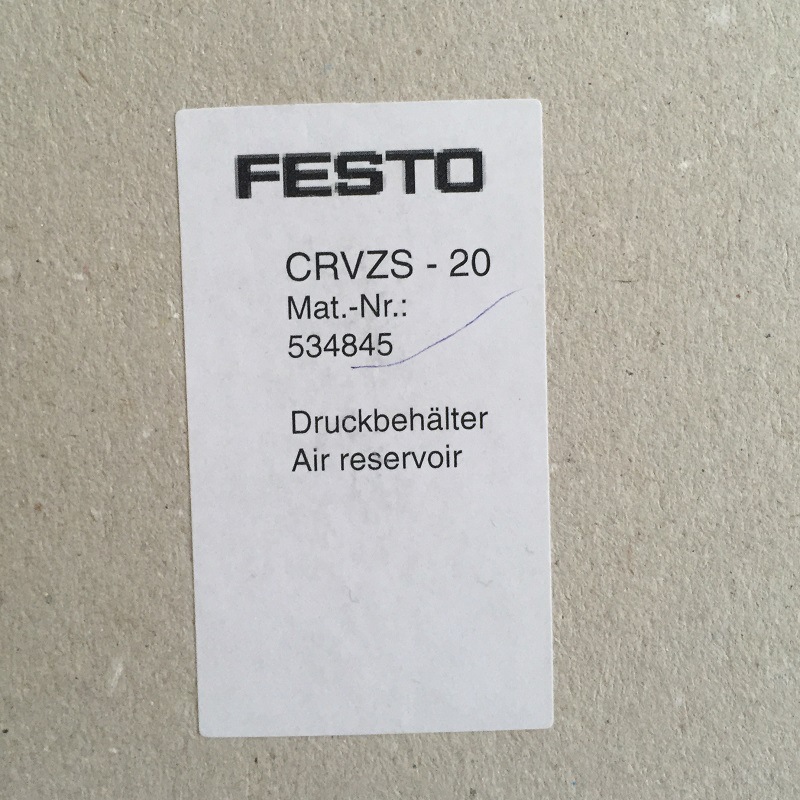 FESTO
CRVZS - 20
Mat.-Nr.:
534845
Druckbehälter
Air reservoir